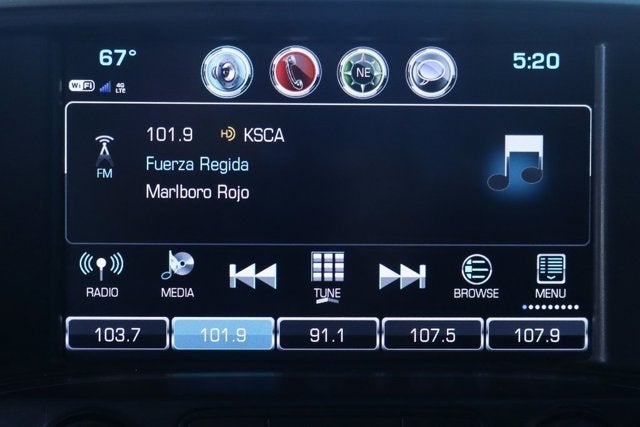 67°
NE
5:20
WiFi 4G LTE
101.9 HD KSCA
Fuerza Regida
FM
Marlboro Rojo
RADIO MEDIA TUNE BROWSE MENU
103.7 101.9 91.1 107.5 107.9